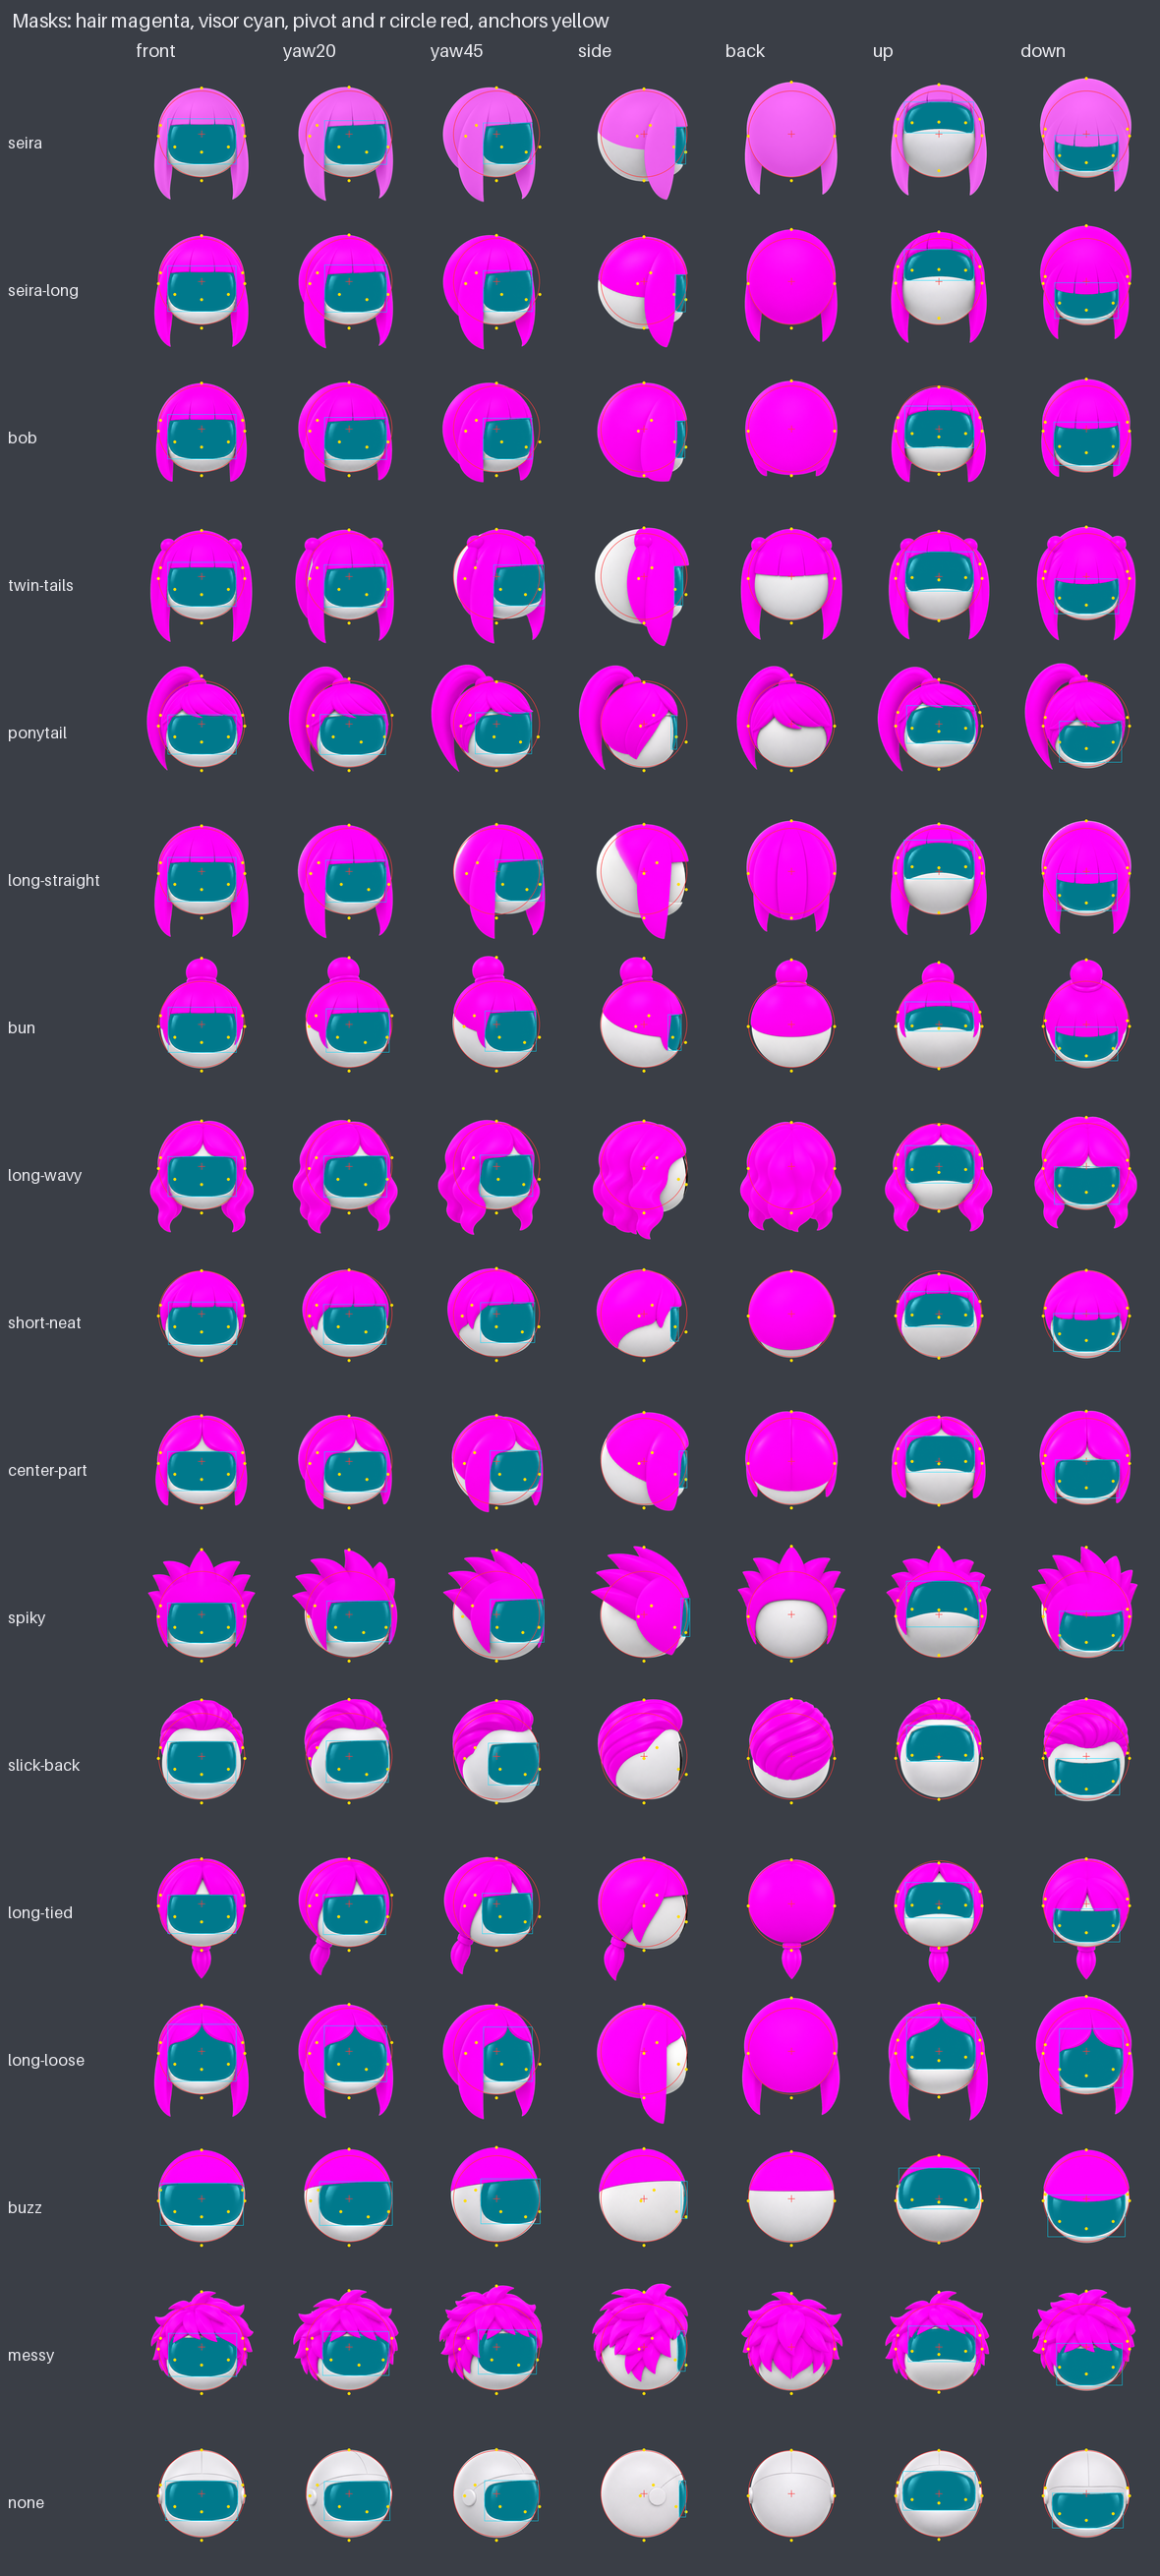 Masks: hair magenta, visor cyan, pivot and r circle red, anchors yellow
front yaw20 yaw45 side back up down
seira
seira-long
bob
twin-tails
ponytail
long-straight
bun
long-wavy
short-neat
center-part
spiky
slick-back
long-tied
long-loose
buzz
messy
none